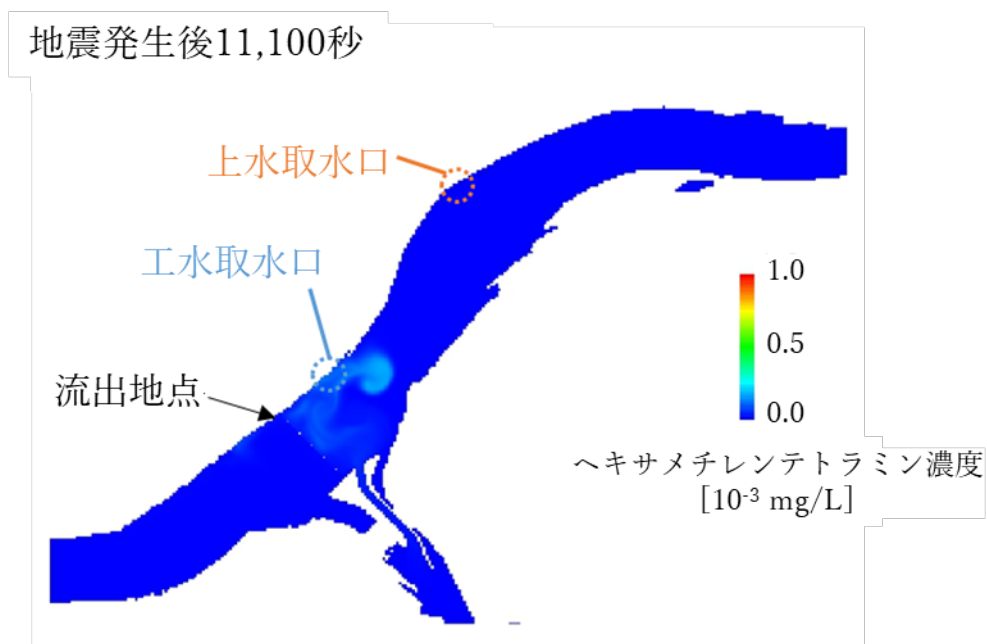 地震発生後11,100秒
上水取水口
工水取水口
流出地点
1.0
0.5
0.0
ヘキサメチレンテトラミン濃度
[10-3 mg/L]